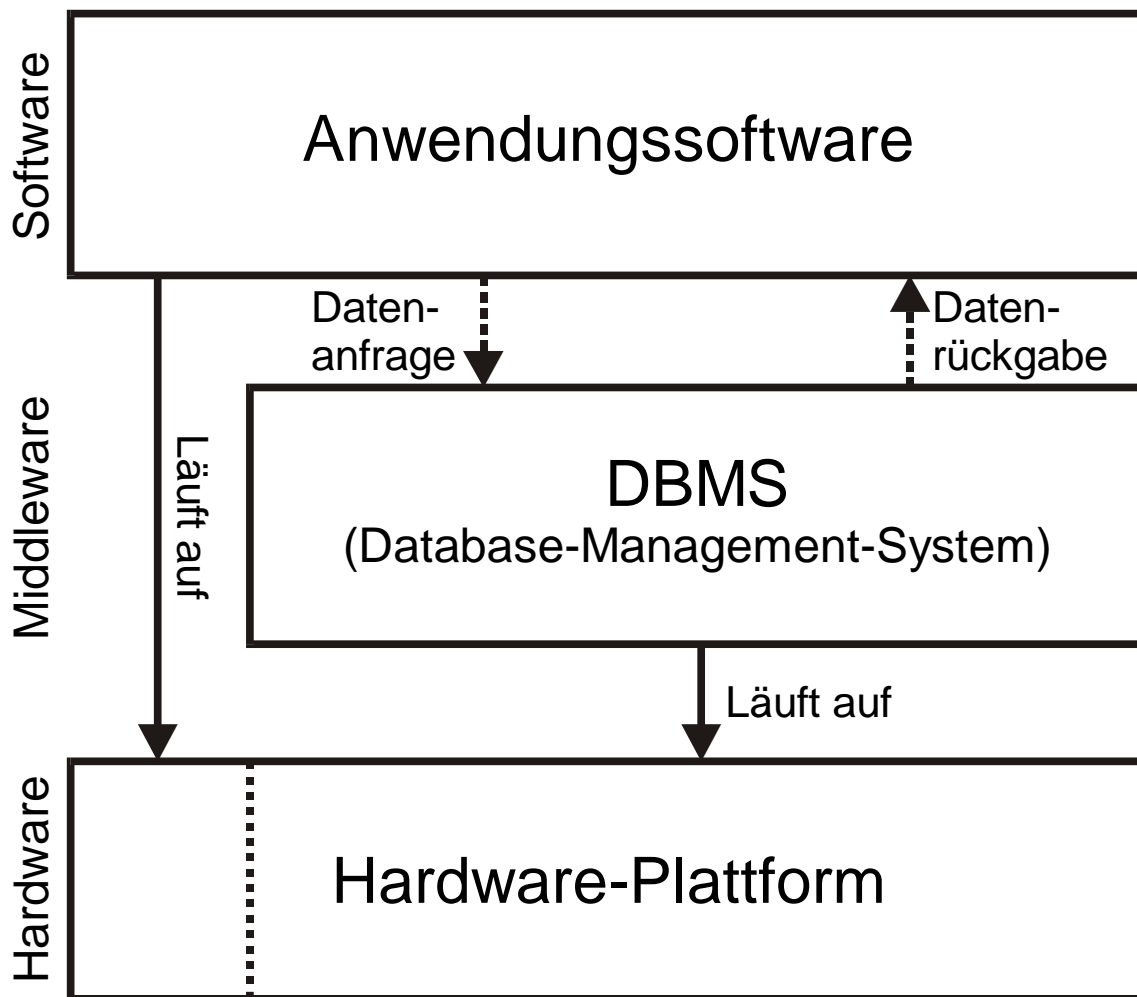 Software
Anwendungssoftware
Daten-
anfrage
Daten-
rückgabe
Middleware
Läuft auf
DBMS
(Database-Management-System)
Läuft auf
Hardware
Hardware-Plattform